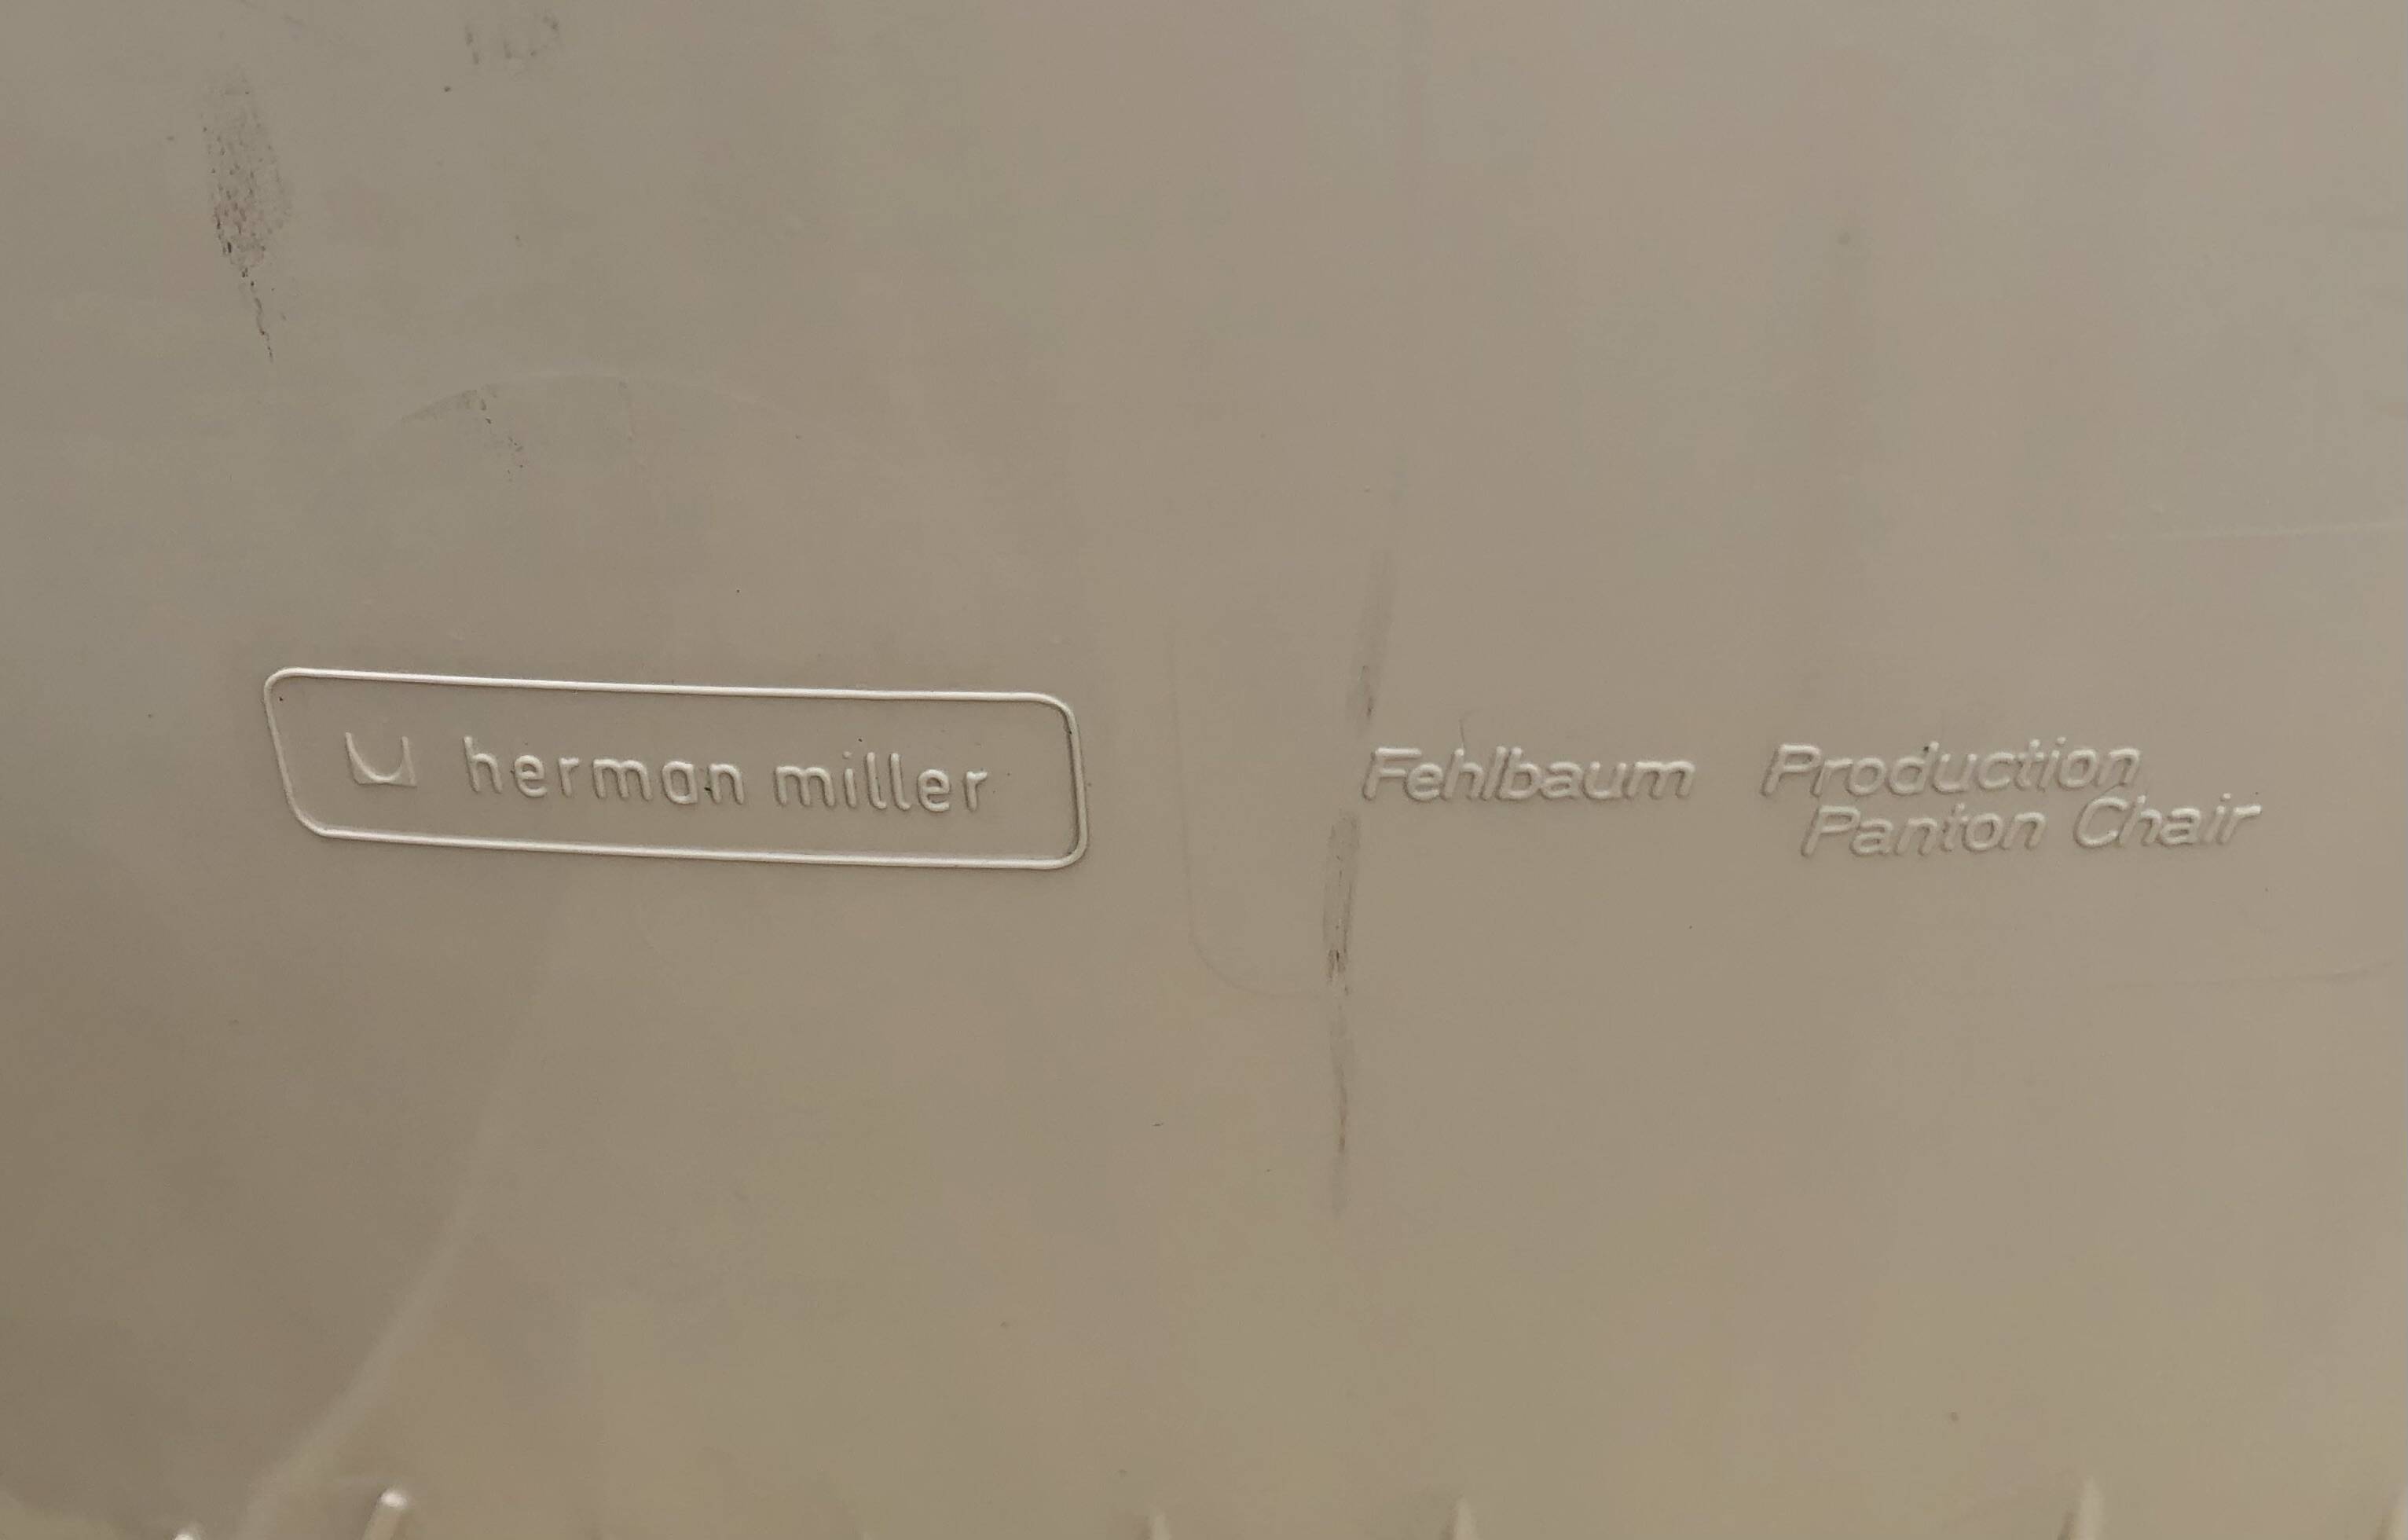 herman miller
Fehlbaum Production
Panton Chair